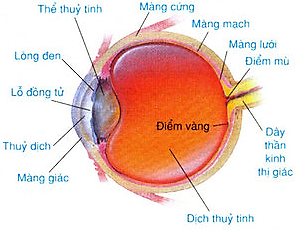 Thể thuỷ tinh
Màng cứng
Màng mạch
Lòng đen
Màng lưới
Điểm mù
Lỗ đồng tử
Điểm vàng
Thuỷ dịch
Dây
thần
kinh
thị giác
Màng giác
Dịch thuỷ tinh